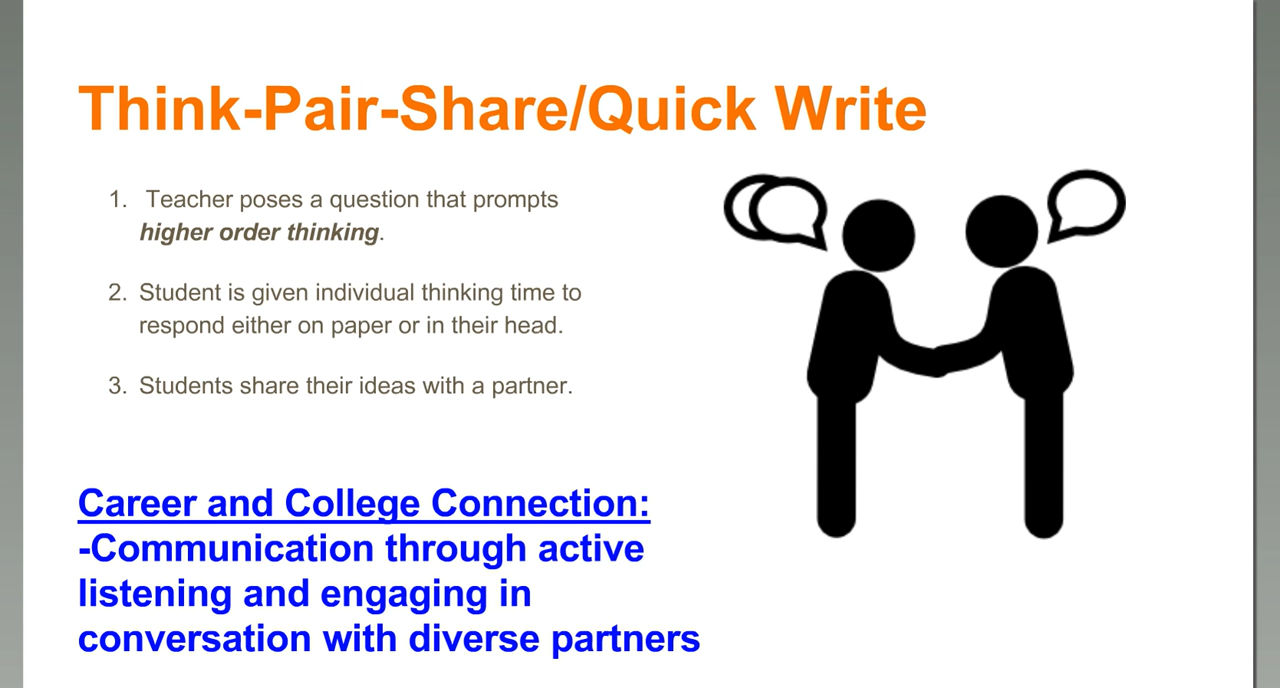 Think-Pair-Share/Quick Write
1. Teacher poses a question that prompts
higher order thinking.
2. Student is given individual thinking time to
respond either on paper or in their head.
3. Students share their ideas with a partner.
Career and College Connection:
-Communication through active
listening and engaging in
conversation with diverse partners